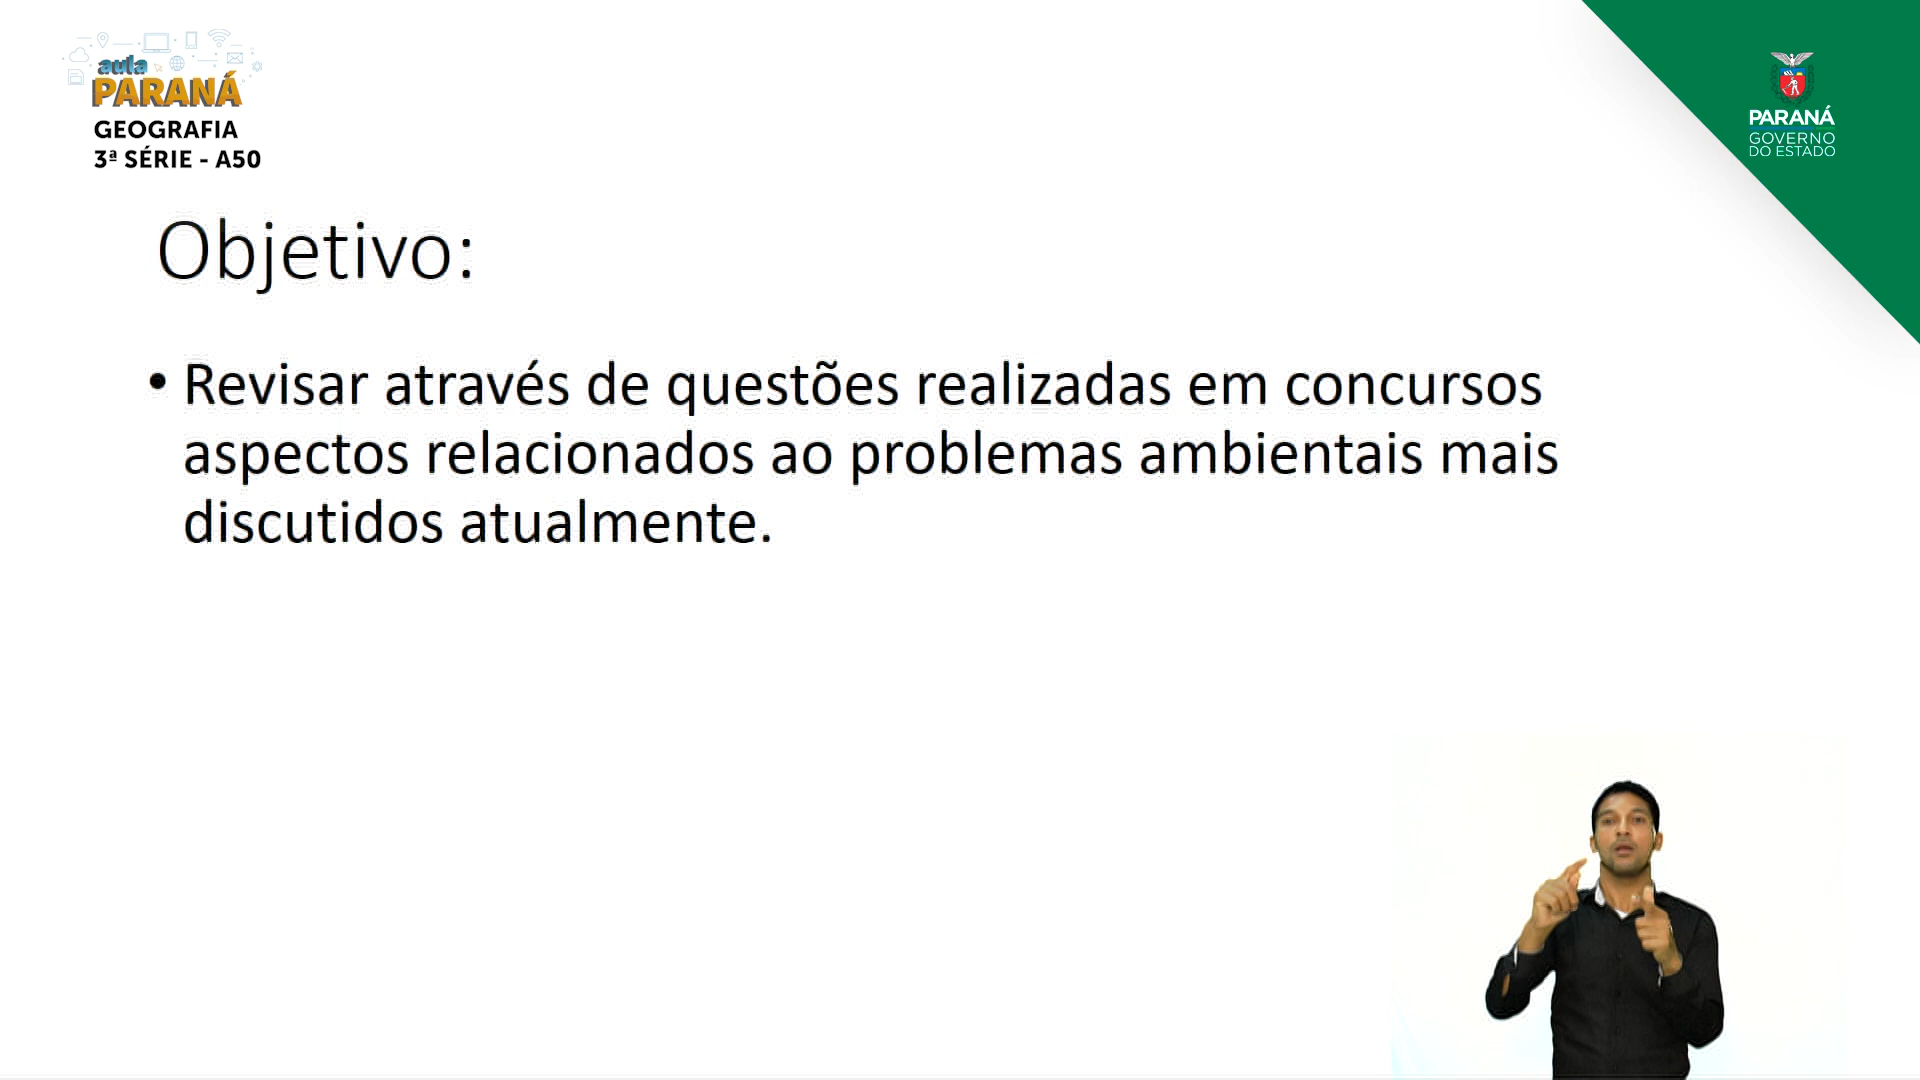 aula
PARANÁ
GEOGRAFIA
3ª SÉRIE - A50
PARANÁ
GOVERNO
DO ESTADO
Objetivo:
• Revisar através de questões realizadas em concursos
aspectos relacionados ao problemas ambientais mais
discutidos atualmente.